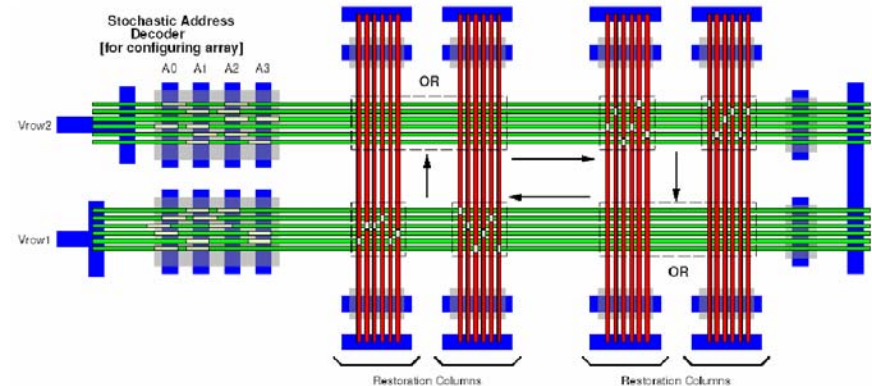 Stochastic Address
Decoder
[for configuring array]
A0 A1 A2 A3
OR
Vrow2
Vrow1
OR
Restoration Columns
Restoration Columns